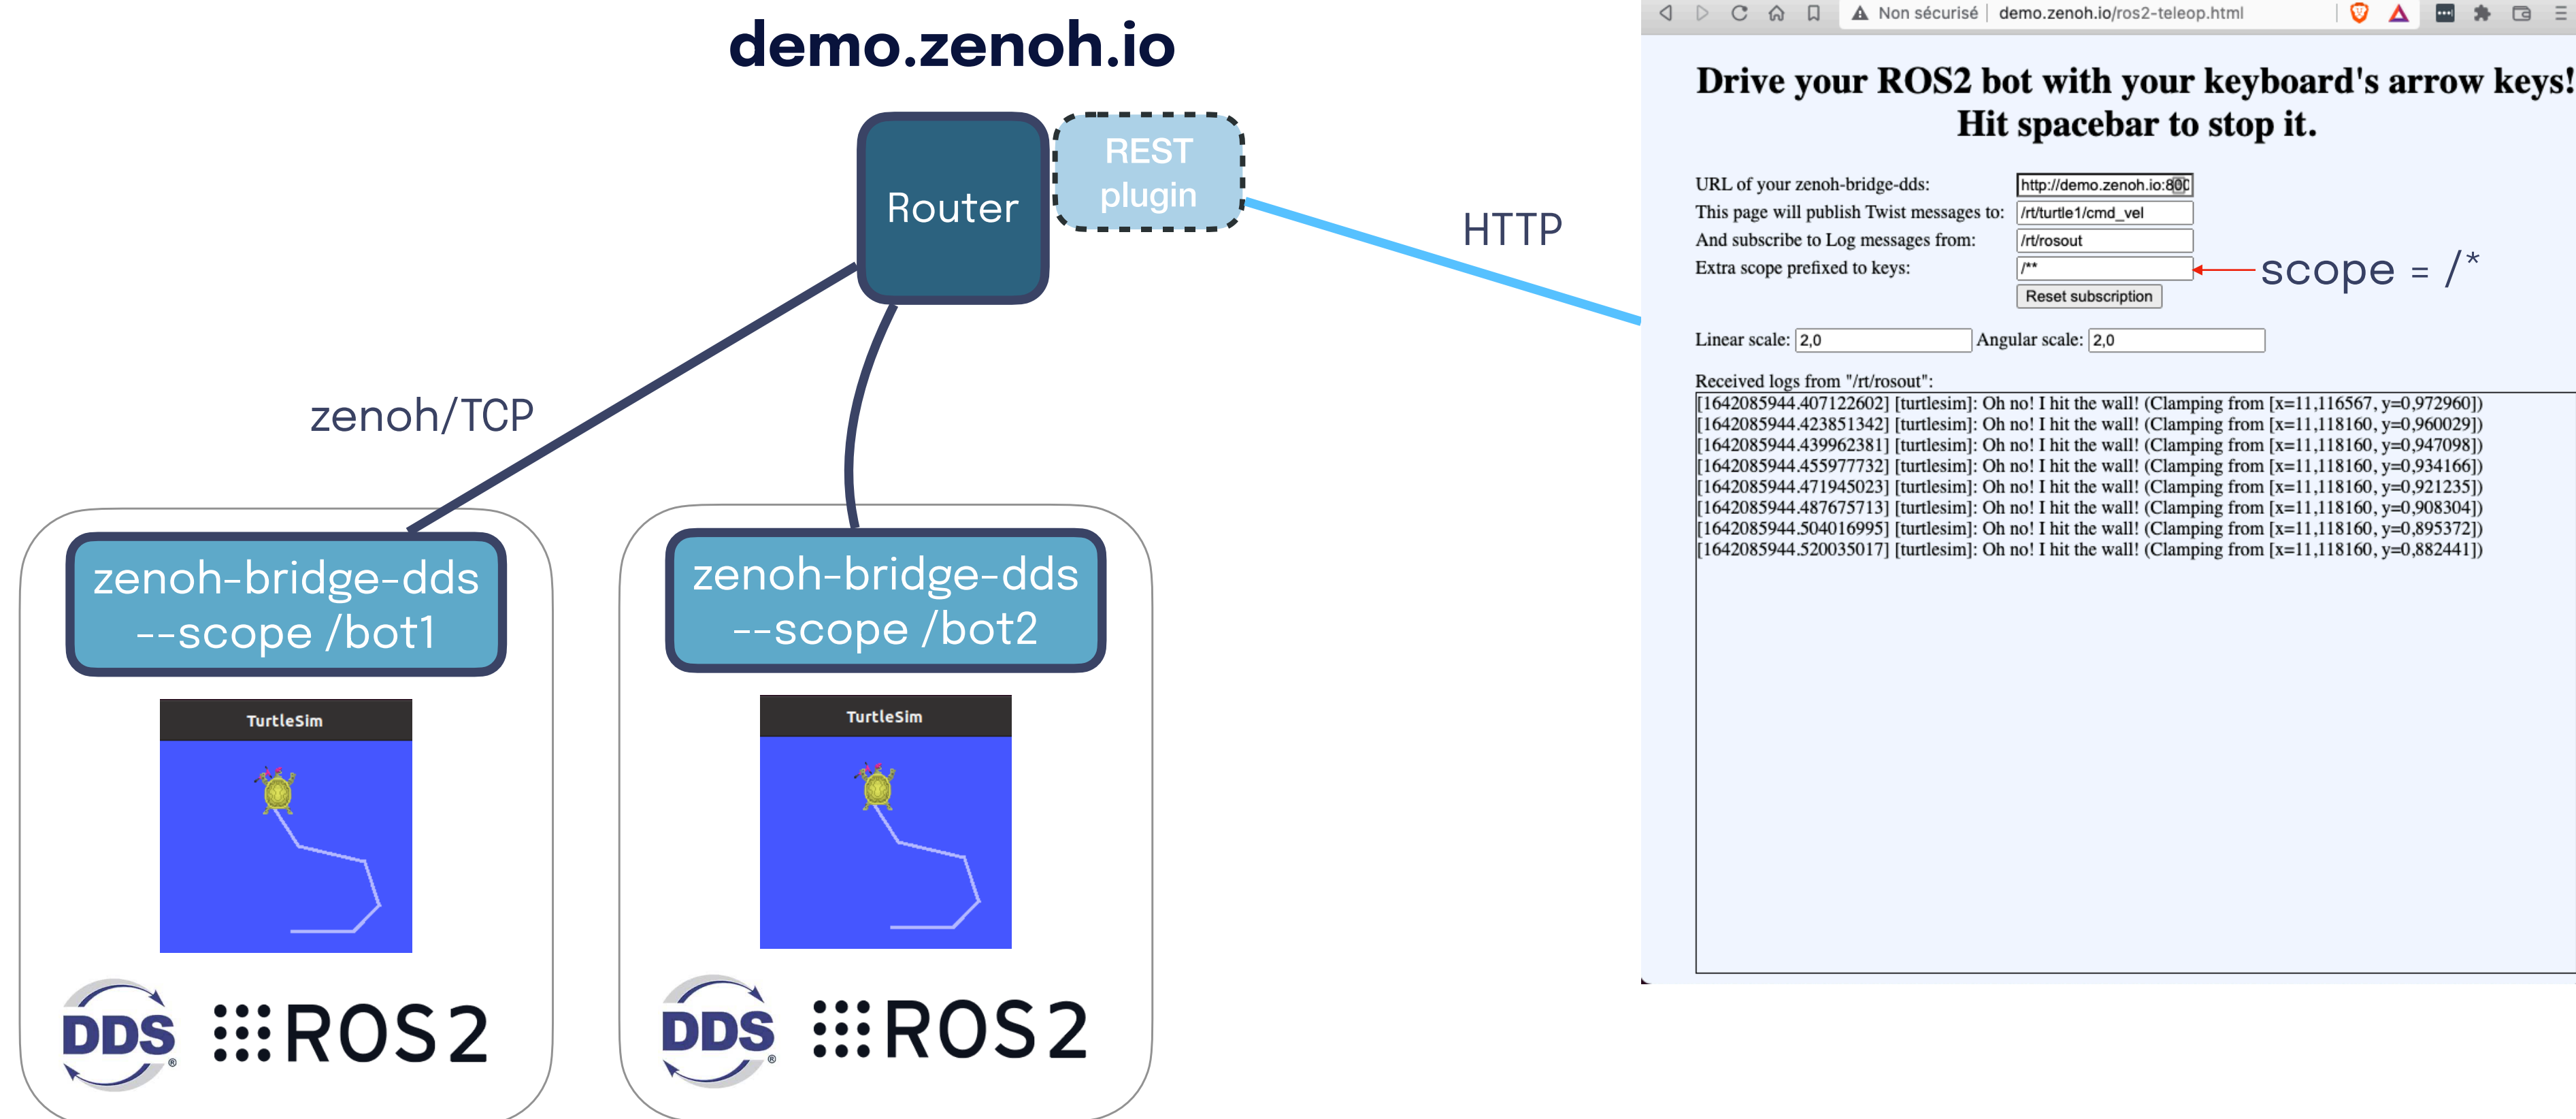 demo.zenoh.io
Router
REST
plugin
HTTP
zenoh/TCP
zenoh-bridge-dds
--scope /bot1
TurtleSim
DDS®
ROS2
zenoh-bridge-dds
--scope /bot2
TurtleSim
DDS®
ROS2
Non sécurisé | demo.zenoh.io/ros2-teleop.html
Drive your ROS2 bot with your keyboard's arrow keys!
Hit spacebar to stop it.
URL of your zenoh-bridge-dds: http://demo.zenoh.io:800
This page will publish Twist messages to: /rt/turtle1/cmd_vel
And subscribe to Log messages from: /rt/rosout
Extra scope prefixed to keys: /**
scope = /*
Reset subscription
Linear scale: 2,0 Angular scale: 2,0
Received logs from "/rt/rosout":
[1642085944.407122602] [turtlesim]: Oh no! I hit the wall! (Clamping from [x=11,116567, y=0,972960])
[1642085944.423851342] [turtlesim]: Oh no! I hit the wall! (Clamping from [x=11,118160, y=0,960029])
[1642085944.439962381] [turtlesim]: Oh no! I hit the wall! (Clamping from [x=11,118160, y=0,947098])
[1642085944.455977732] [turtlesim]: Oh no! I hit the wall! (Clamping from [x=11,118160, y=0,934166])
[1642085944.471945023] [turtlesim]: Oh no! I hit the wall! (Clamping from [x=11,118160, y=0,921235])
[1642085944.487675713] [turtlesim]: Oh no! I hit the wall! (Clamping from [x=11,118160, y=0,908304])
[1642085944.504016995] [turtlesim]: Oh no! I hit the wall! (Clamping from [x=11,118160, y=0,895372])
[1642085944.520035017] [turtlesim]: Oh no! I hit the wall! (Clamping from [x=11,118160, y=0,882441])